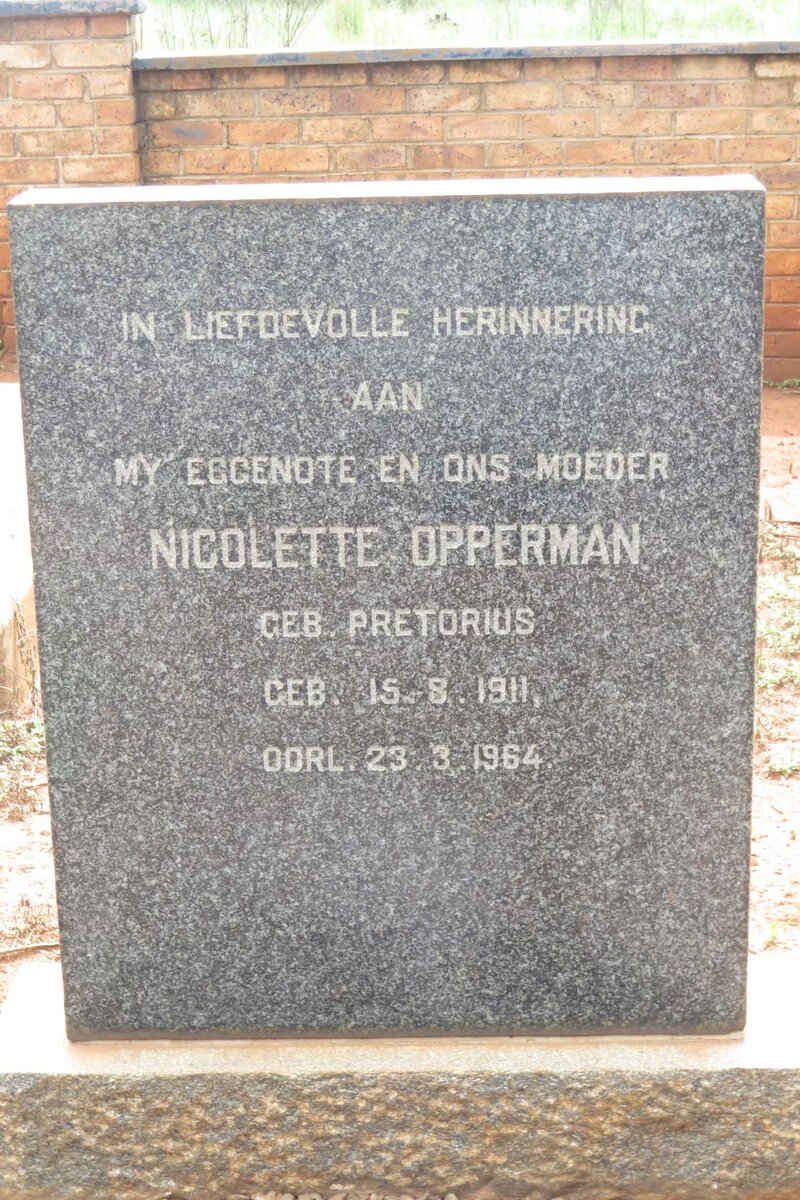 IN LIEFDEVOLLE HERINNERING
AAN
MY EGGENOTE EN ONS MOEDER
NICOLETTE OPPERMAN
GEB. PRETORIUS
GEB. 15.8.1911,
OORL. 23.3.1964.